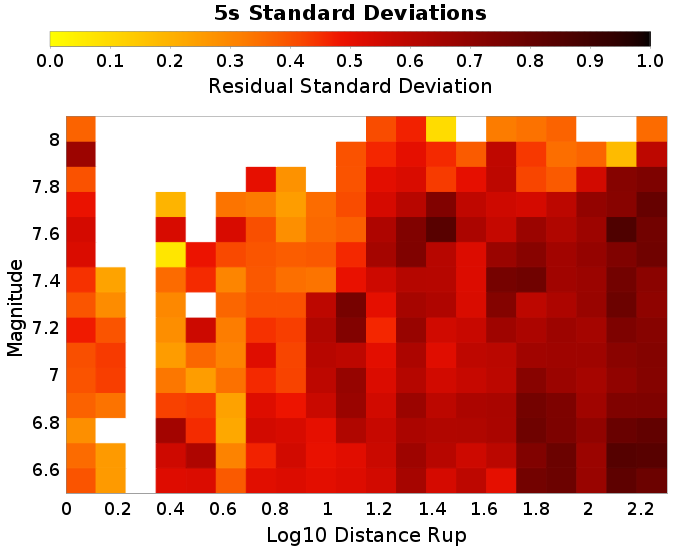 5s Standard Deviations
0.0 0.1 0.2 0.3 0.4 0.5 0.6 0.7 0.8 0.9 1.0
Residual Standard Deviation
Magnitude
8
7.8
7.6
7.4
7.2
7
6.8
6.6
0 0.2 0.4 0.6 0.8 1 1.2 1.4 1.6 1.8 2 2.2
Log10 Distance Rup